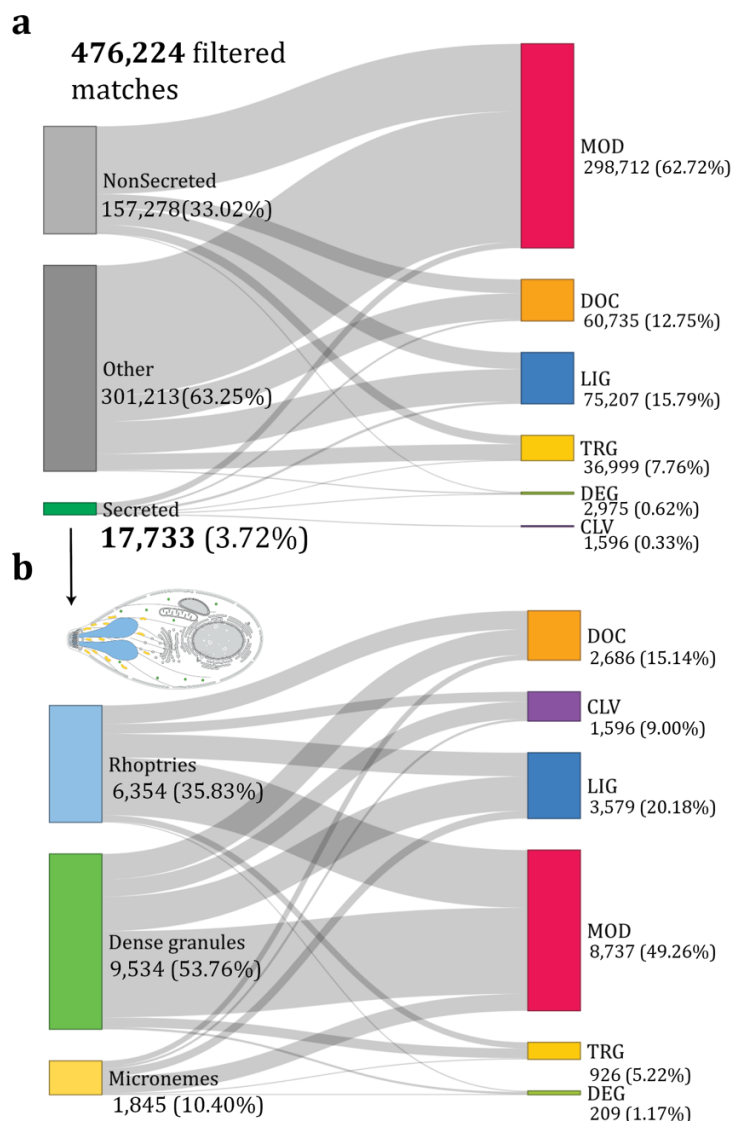 a
476,224 filtered
matches
NonSecreted
157,278(33.02%)
Other
301,213(63.25%)
Secreted
17,733 (3.72%)
MOD
298,712 (62.72%)
DOC
60,735 (12.75%)
LIG
75,207 (15.79%)
TRG
36,999 (7.76%)
DEG
2,975 (0.62%)
CLV
1,596 (0.33%)
b
Rhoptries
6,354 (35.83%)
Dense granules
9,534 (53.76%)
Micronemes
1,845 (10.40%)
DOC
2,686 (15.14%)
CLV
1,596 (9.00%)
LIG
3,579 (20.18%)
MOD
8,737 (49.26%)
TRG
926 (5.22%)
DEG
209 (1.17%)